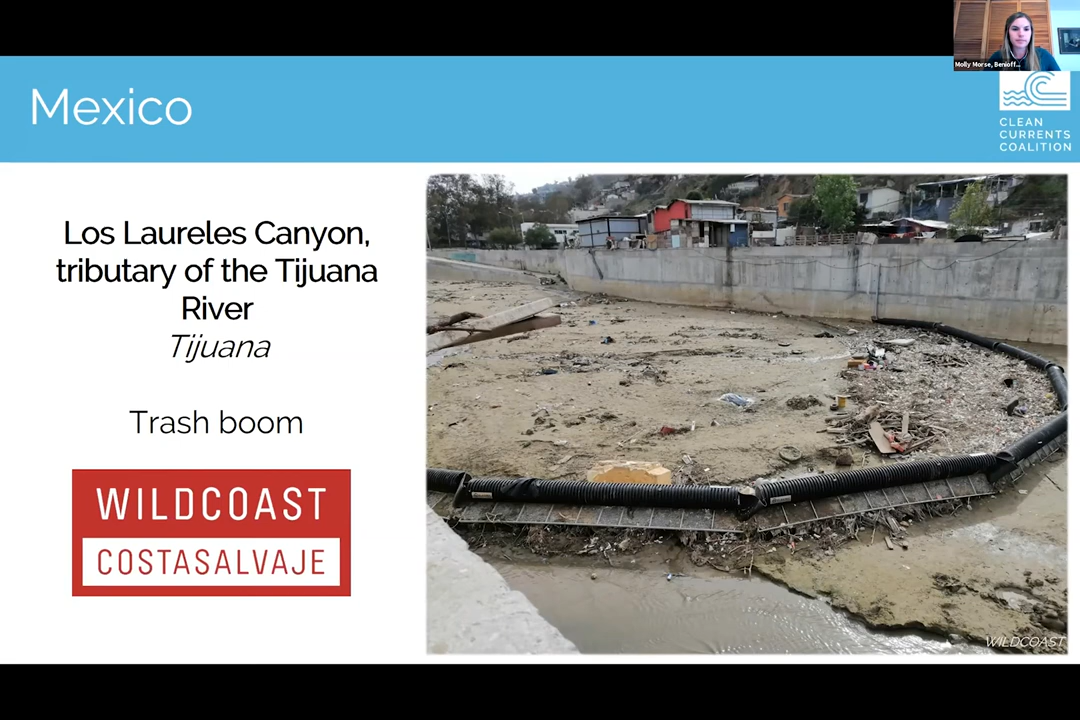 Molly Morse, Benioff...
Mexico
CLEAN
CURRENTS
COALITION
Los Laureles Canyon,
tributary of the Tijuana
River
Tijuana
Trash boom
WILDCOAST
COSTASALVAJE
WILDCOAST